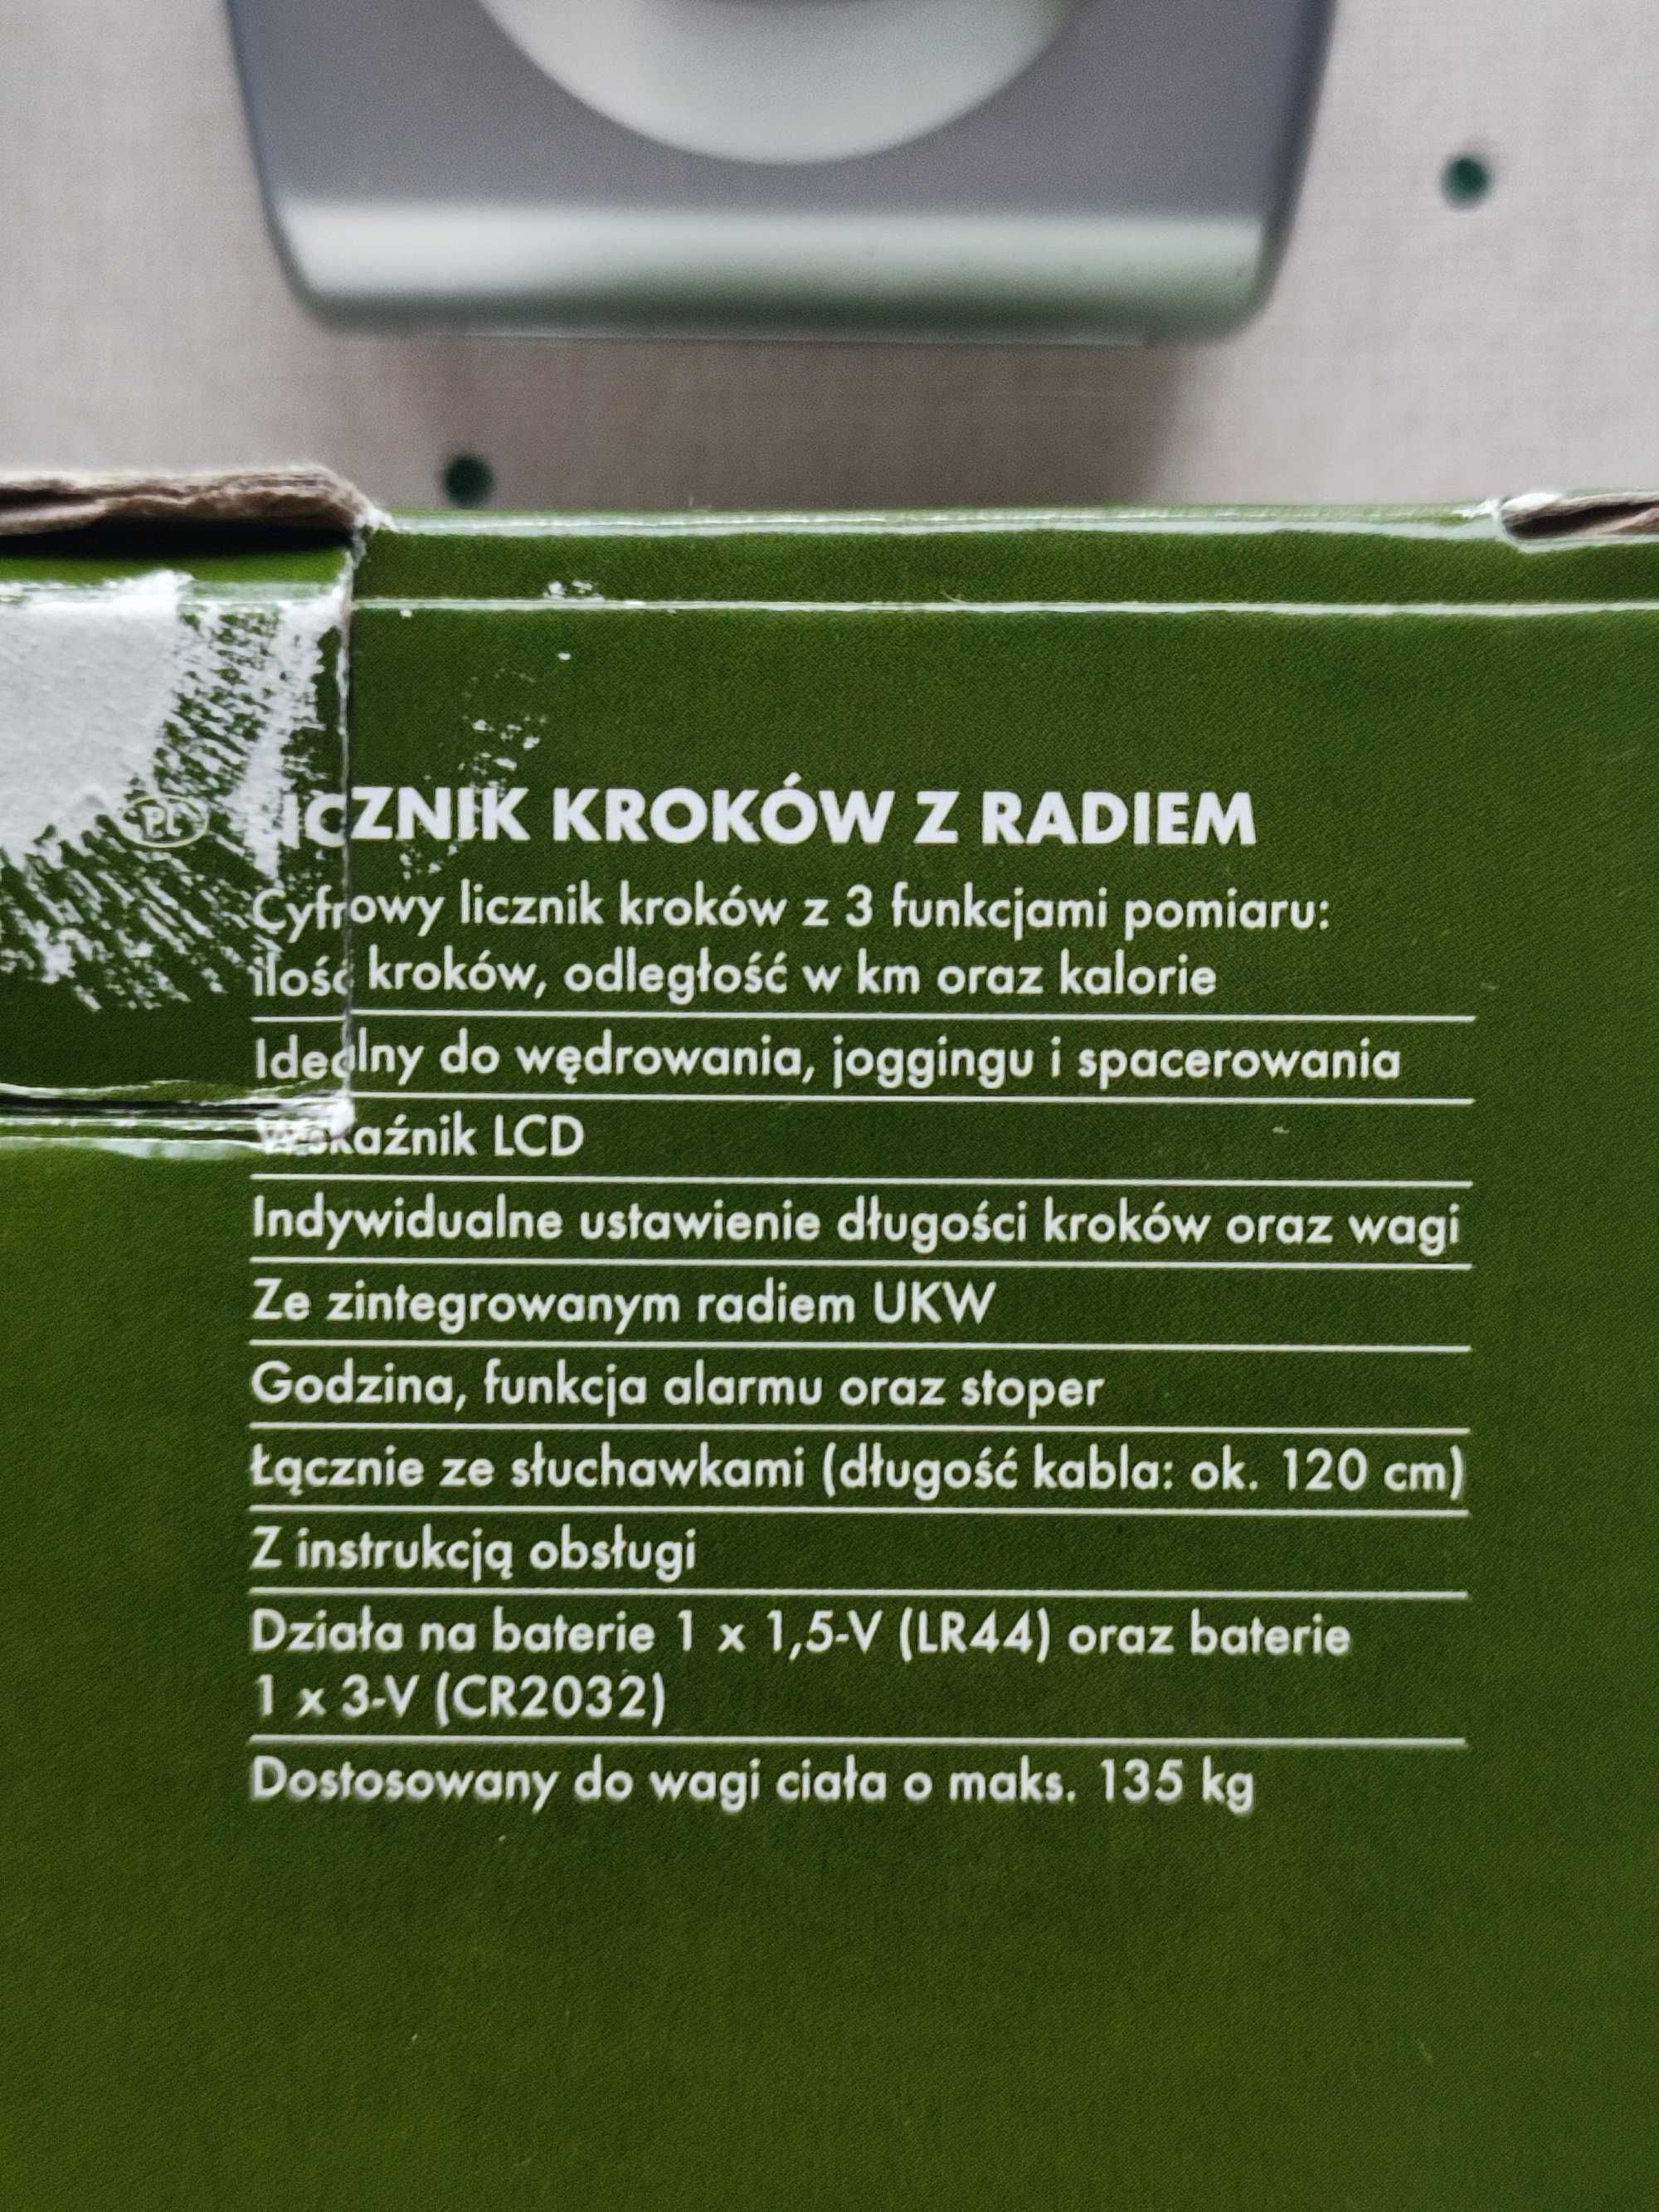 PL
LICZNIK KROKÓW Z RADIEM
Cyfrowy licznik kroków z 3 funkcjami pomiaru:
ilość kroków, odległość w km oraz kalorie
Idealny do wędrowania, joggingu i spacerowania
Wskaźnik LCD
Indywidualne ustawienie długości kroków oraz wagi
Ze zintegrowanym radiem UKW
Godzina, funkcja alarmu oraz stoper
Łącznie ze słuchawkami (długość kabla: ok. 120 cm)
Z instrukcją obsługi
Działa na baterie 1 x 1,5-V (LR44) oraz baterie
1 x 3-V (CR2032)
Dostosowany do wagi ciała o maks. 135 kg